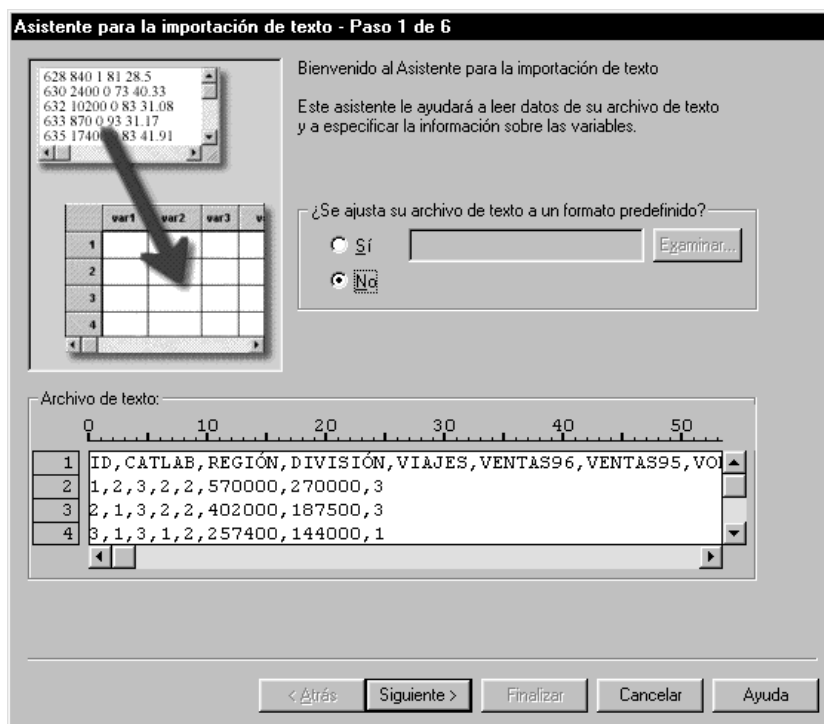 Asistente para la importación de texto - Paso 1 de 6
628 840 1 81 28.5
630 2400 0 73 40.33
632 10200 0 83 31.08
633 870 0 93 31.17
635 17400 83 41.91
var1 var2 var3
1
2
3
4
Bienvenido al Asistente para la importación de texto
Este asistente le ayudará a leer datos de su archivo de texto
y a especificar la información sobre las variables.
¿Se ajusta su archivo de texto a un formato predefinido?
Sí
Examinar...
No
Archivo de texto:
0 10 20 30 40 50
1 ID,CATLAB,REGIÓN,DIVISIÓN,VIAJES,VENTAS96,VENTAS95,
2 1,2,3,2,2,570000,270000,3
3 2,1,3,2,2,402000,187500,3
4 3,1,3,1,2,257400,144000,1
< Atrás Siguiente > Finalizar Cancelar Ayuda